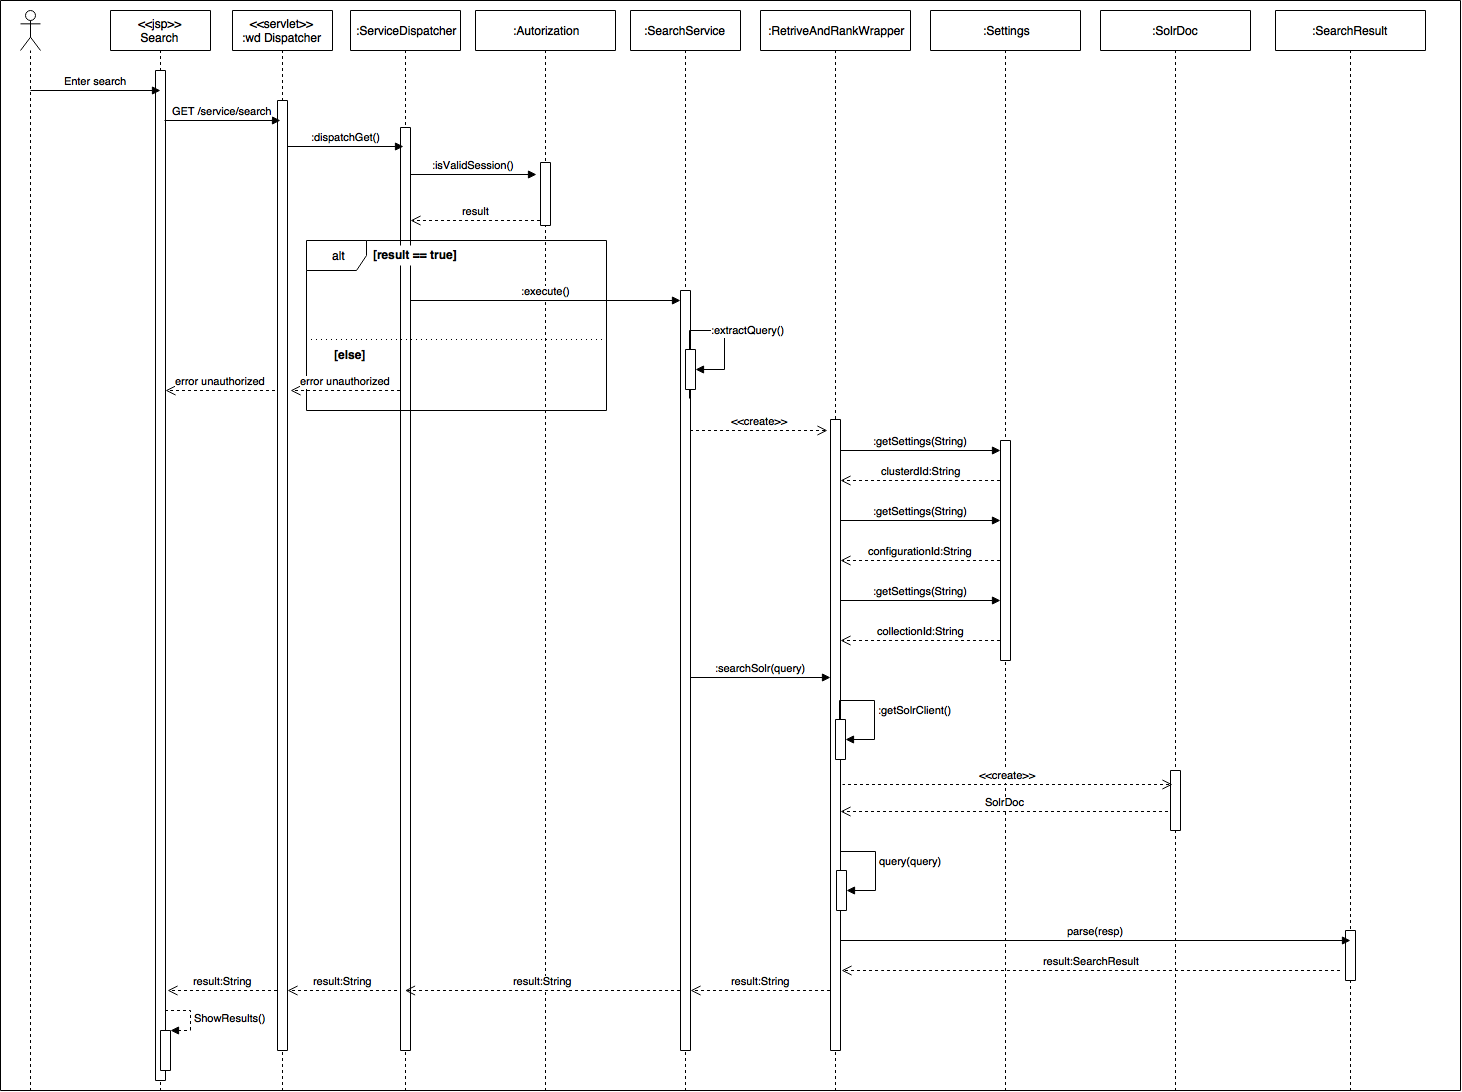 <<jsp>>
Search
<<servlet>>
:wd Dispatcher
:ServiceDispatcher
:Autorization
:SearchService
:RetriveAndRankWrapper
:Settings
:SolrDoc
:SearchResult
Enter search
GET /service/search
:dispatchGet()
:isValidSession()
result
alt
[result == true]
:execute()
:extractQuery()
[else]
error unauthorized
error unauthorized
<<create>>
:getSettings(String)
clusterdId:String
:getSettings(String)
configurationId:String
:getSettings(String)
collectionId:String
:searchSolr(query)
:getSolrClient()
<<create>>
SolrDoc
query(query)
parse(resp)
result:SearchResult
result:String
result:String
result:String
result:String
ShowResults()